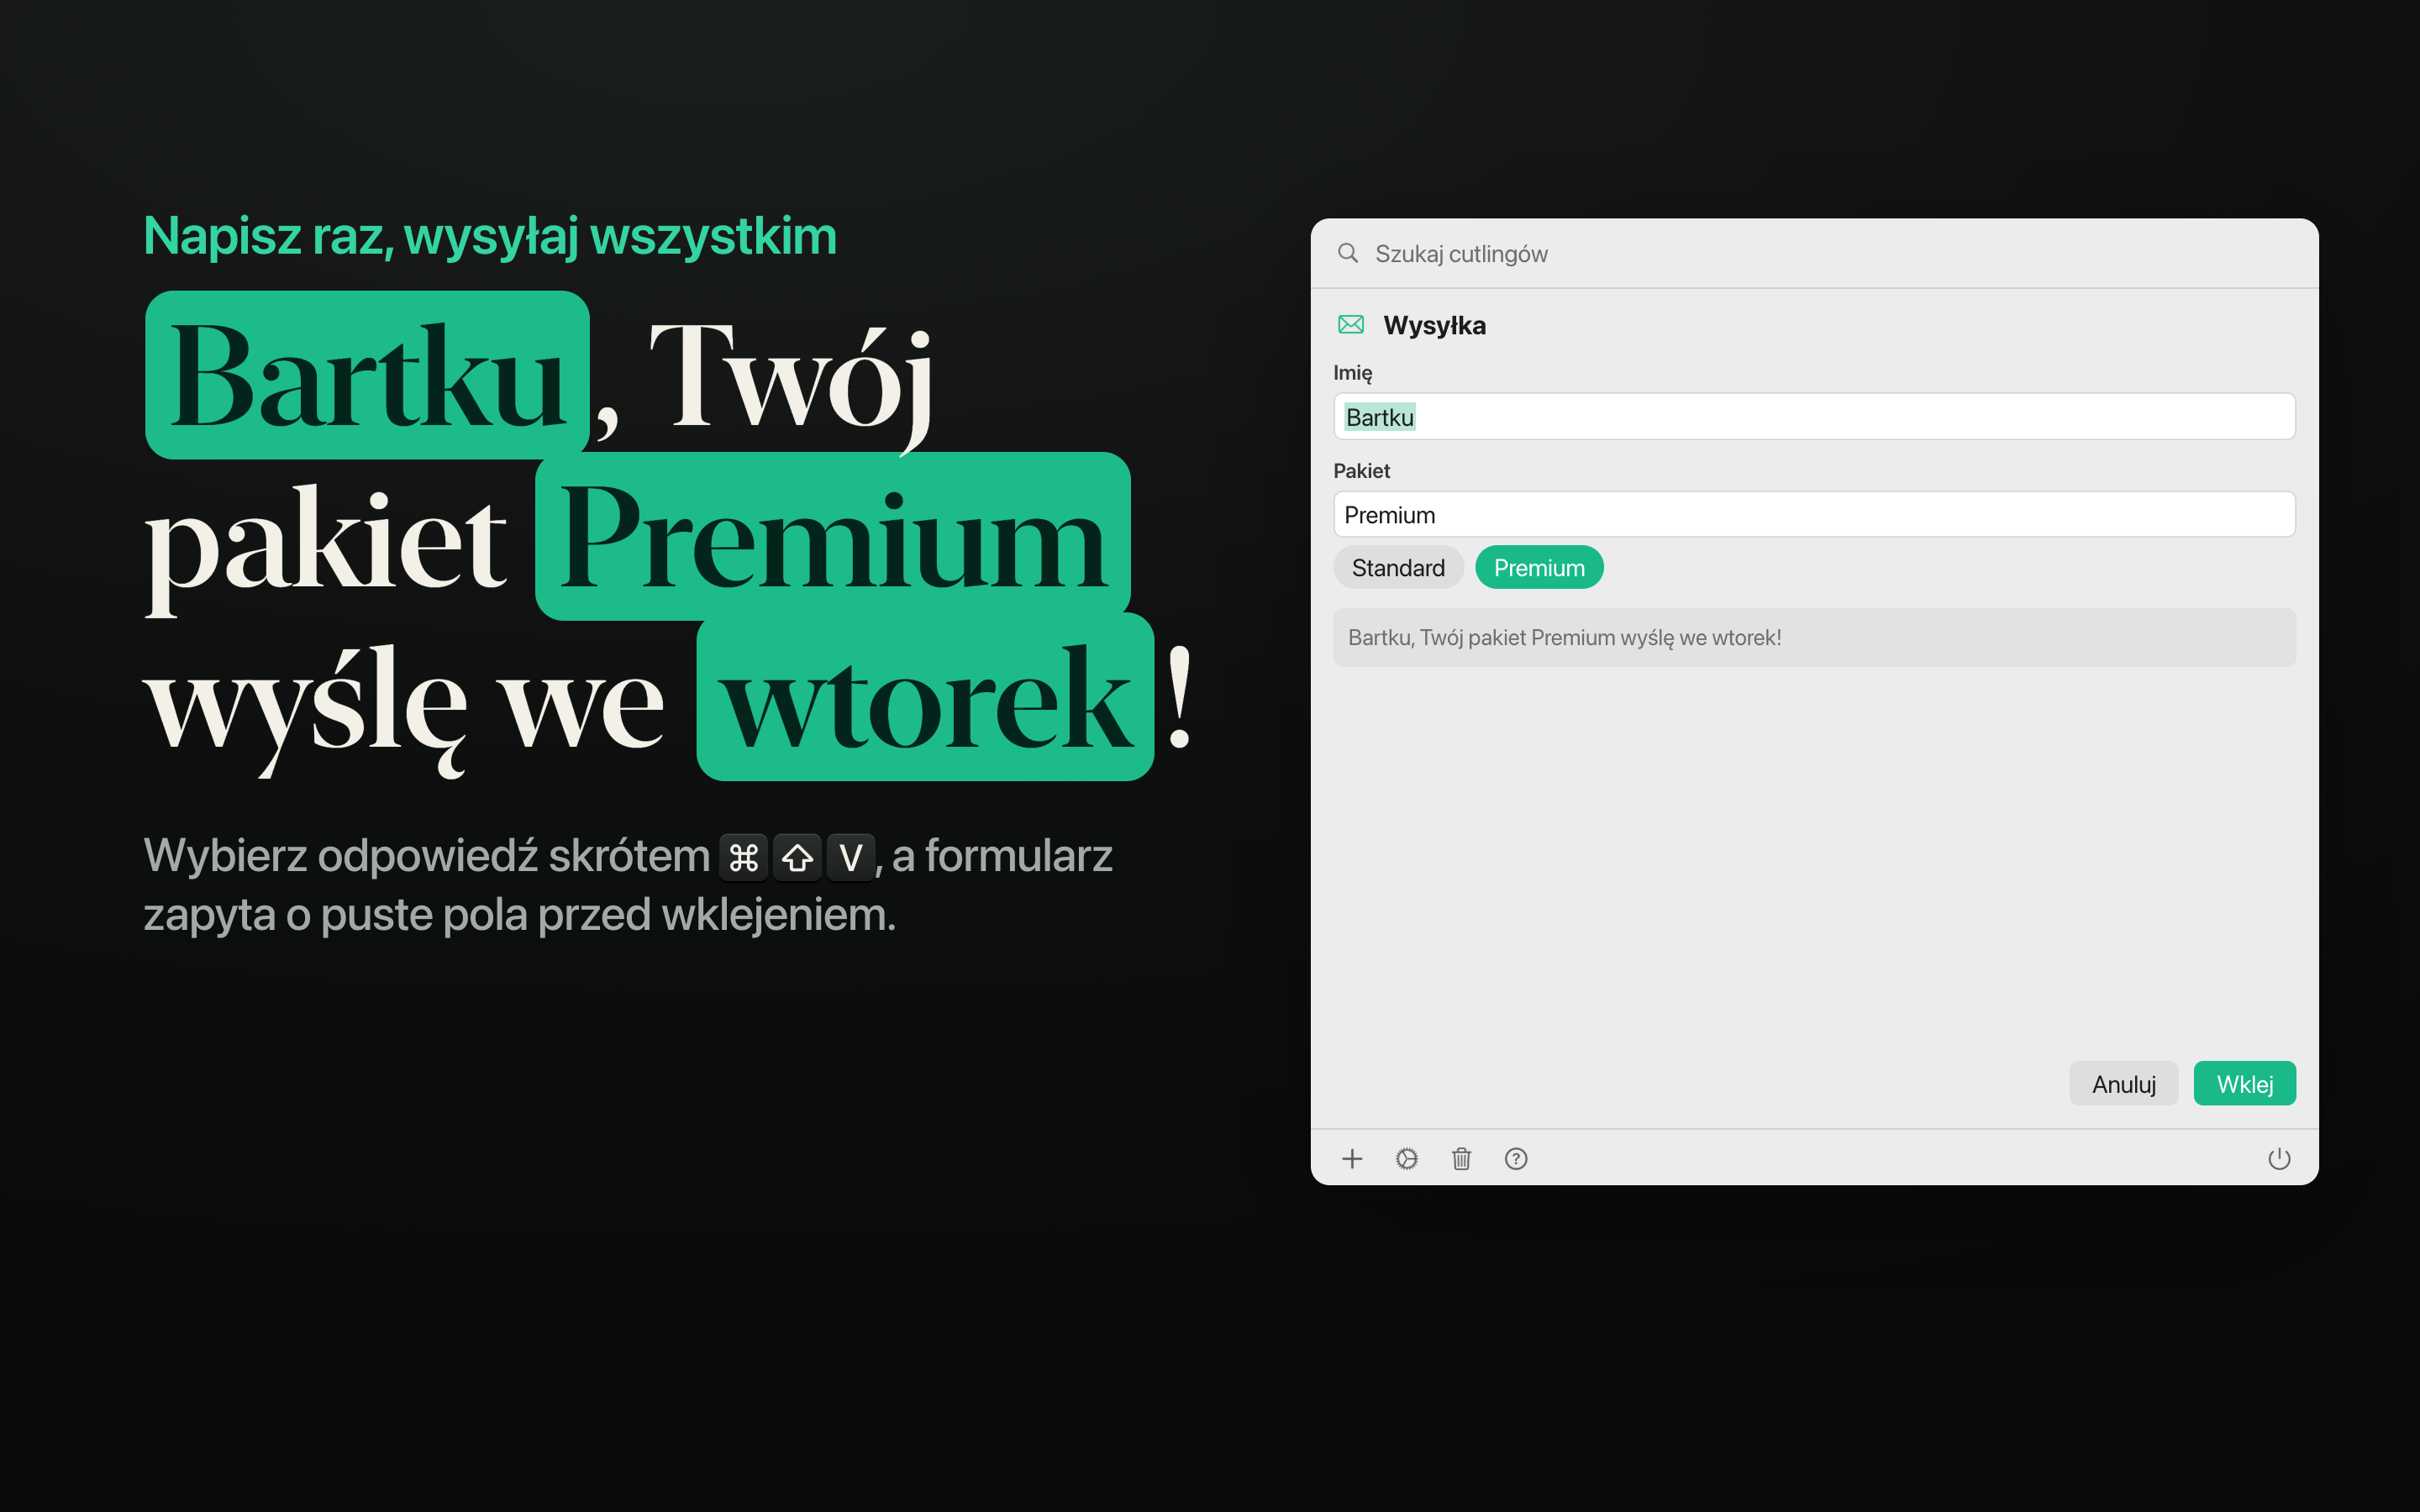 Napisz raz, wysyłaj wszystkim
Bartku, Twój
pakiet Premium
wyślę we wtorek!
Wybierz odpowiedź skrótem ⌘ ⇧ V, a formularz
zapyta o puste pola przed wklejeniem.
Szukaj cutlingów
Wysyłka
Imię
Bartku
Pakiet
Premium
Standard Premium
Bartku, Twój pakiet Premium wyślę we wtorek!
Anuluj Wklej